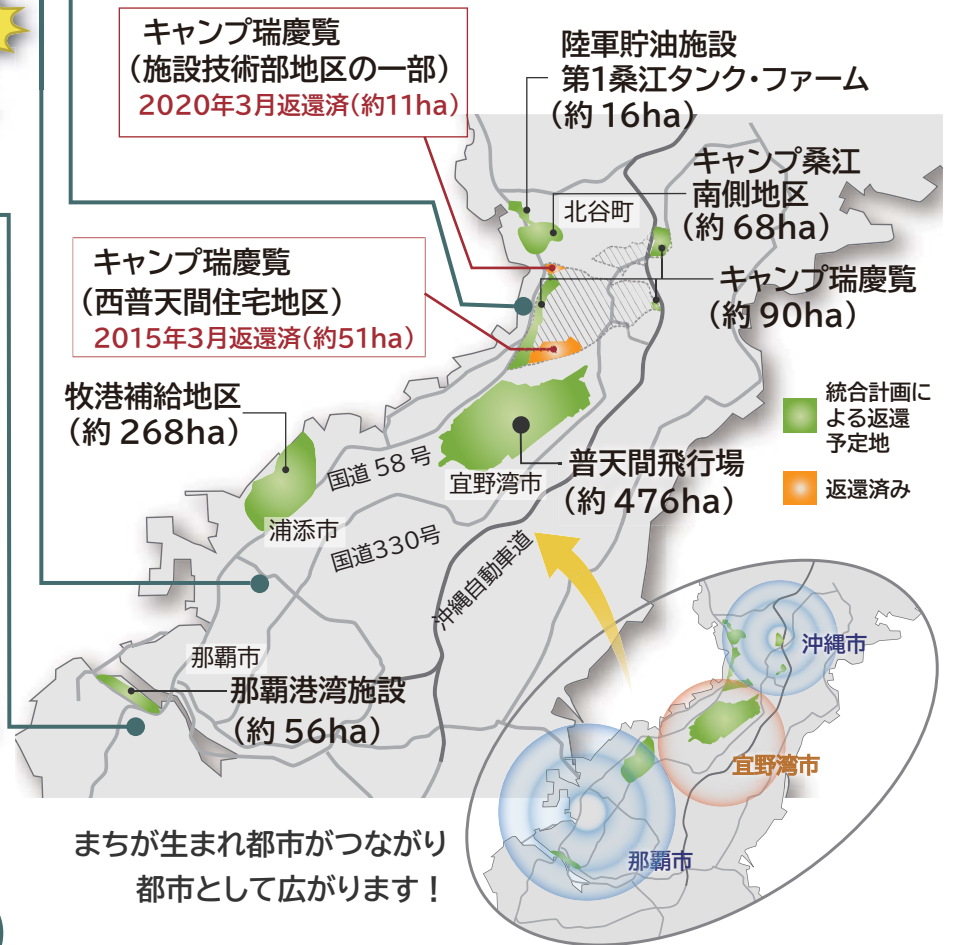 キャンプ瑞慶覧
（施設技術部地区の一部）
2020年3月返還済（約11ha）
陸軍貯油施設
第1桑江タンク・ファーム
（約 16ha）
キャンプ桑江
南側地区
（約 68ha）
北谷町
キャンプ瑞慶覧
（西普天間住宅地区）
2015年3月返還済（約51ha）
キャンプ瑞慶覧
（約 90ha）
牧港補給地区
（約 268ha）
統合計画に
よる返還
予定地
返還済み
国道 58 号
宜野湾市
普天間飛行場
（約 476ha）
浦添市
国道330号
沖縄自動車道
那覇市
那覇港湾施設
（約 56ha）
沖縄市
宜野湾市
那覇市
まちが生まれ都市がつながり
都市として広がります！